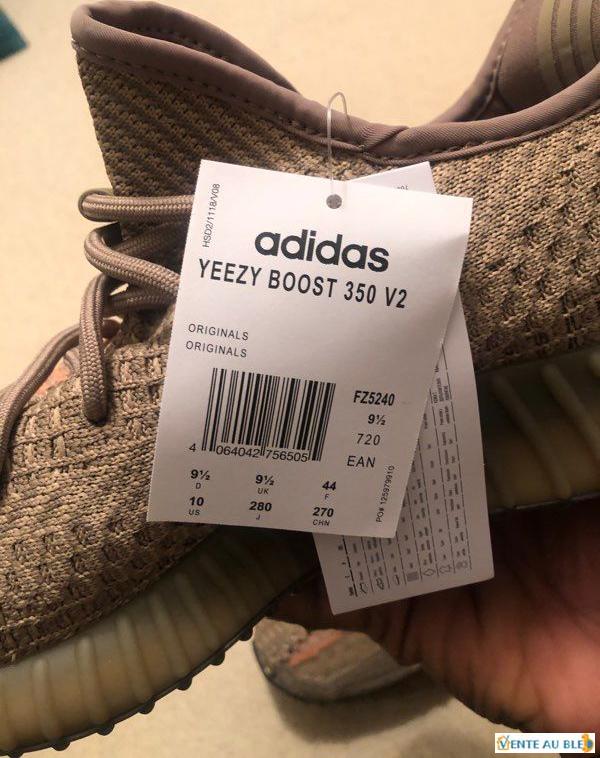 HSD2/1118/V08
adidas
YEEZY BOOST 350 V2
ORIGINALS
ORIGINALS
FZ5240
9½
720
EAN
4 064042 756505
9½ 9½ 44
D UK F
10 280 270
US J CHN
PO# 125979910
VENTE AU BLED